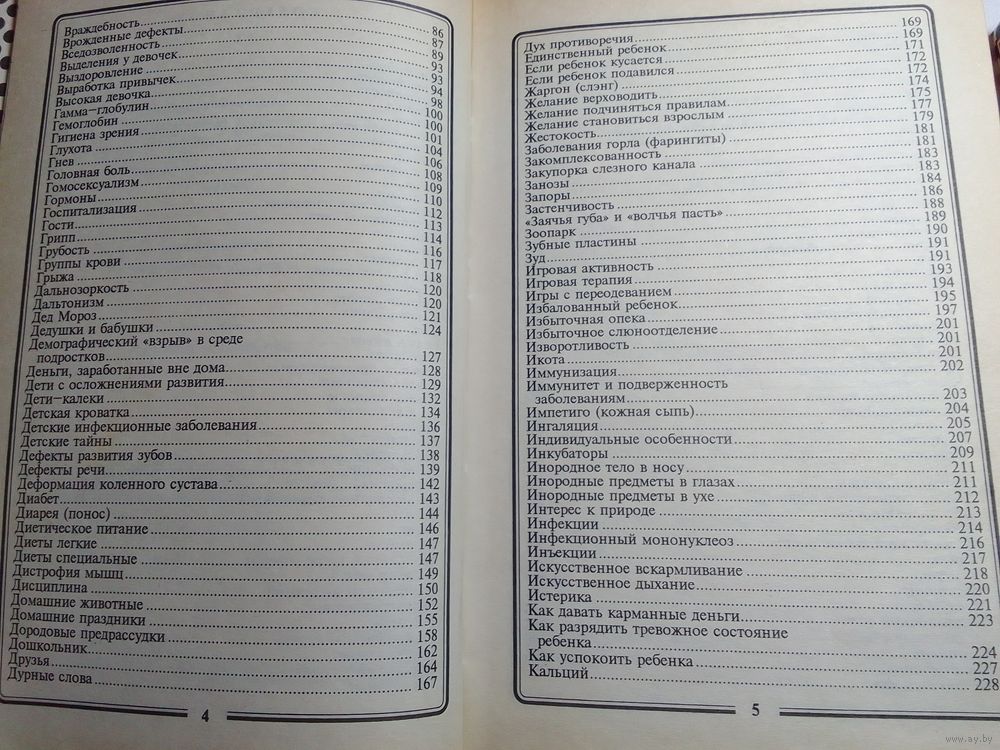 Враждебность 86
Врожденные дефекты 87
Вседозволенность 89
Выделения у девочек 93
Выздоровление 93
Выработка привычек 94
Высокая девочка 98
Гамма—глобулин 100
Гемоглобин 100
Гигиена зрения 101
Глухота 104
Гнев 106
Головная боль 108
Гомосексуализм 109
Гормоны 110
Госпитализация 112
Гости 113
Грипп 114
Грубость 116
Группы крови 117
Грыжа 118
Дальнозоркость 120
Дальтонизм 120
Дед Мороз 121
Дедушки и бабушки 124
Демографический «взрыв» в среде
подростков 127
Деньги, заработанные вне дома 128
Дети с осложнениями развития 129
Дети—калеки 132
Детская кроватка 134
Детские инфекционные заболевания 136
Детские тайны 137
Дефекты развития зубов 138
Дефекты речи 139
Деформация коленного сустава 142
Диабет 143
Диарея (понос) 144
Диетическое питание 146
Диеты легкие 147
Диеты специальные 147
Дистрофия мышц 149
Дисциплина 150
Домашние животные 152
Домашние праздники 155
Дородовые предрассудки 158
Дошкольник 162
Друзья 164
Дурные слова 167
4
Дух противоречия 169
Единственный ребенок 169
Если ребенок кусается 171
Если ребенок подавился 172
Жаргон (слэнг) 172
Желание верховодить 174
Желание подчиняться правилам 175
Желание становиться взрослым 177
Жестокость 179
Заболевания горла (фарингиты) 181
Закомплексованность 181
Закупорка слезного канала 183
Занозы 183
Запоры 184
Застенчивость 186
«Заячья губа» и «волчья пасть» 188
Зоопарк 189
Зубные пластины 190
Зуд 191
Игровая активность 191
Игровая терапия 193
Игры с переодеванием 194
Избалованный ребенок 195
Избыточная опека 197
Избыточное слюноотделение 201
Изворотливость 201
Икота 201
Иммунизация 202
Иммунитет и подверженность
заболеваниям 203
Импетиго (кожная сыпь) 204
Ингаляция 205
Индивидуальные особенности 207
Инкубаторы 209
Инородное тело в носу 211
Инородные предметы в глазах 211
Инородные предметы в ухе 212
Интерес к природе 213
Инфекции 214
Инфекционный мононуклеоз 216
Инъекции 217
Искусственное вскармливание 218
Искусственное дыхание 220
Истерика 221
Как давать карманные деньги 223
Как разрядить тревожное состояние
ребенка 224
Как успокоить ребенка 227
Кальций 228
5
www.ay.by